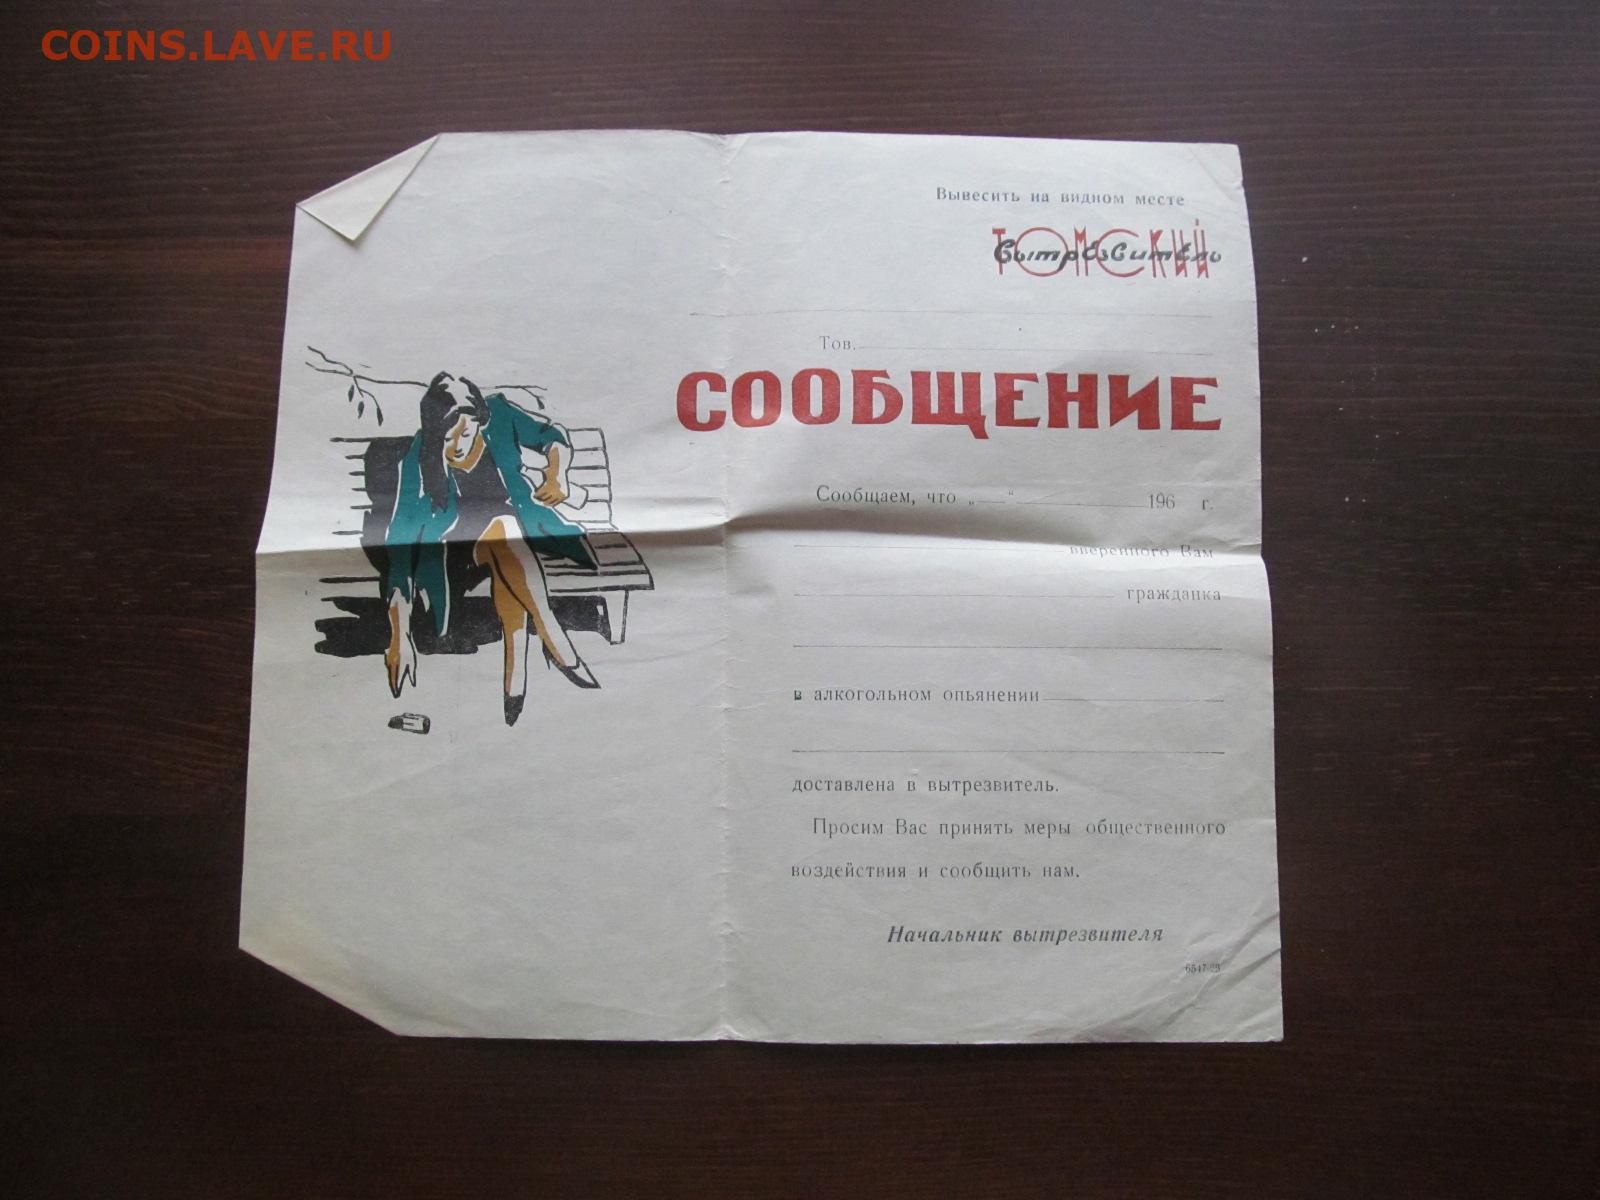 COINS.LAVE.RU
Вывесить на видном месте
ТОМСКИЙ
вытрезвитель
Тов.
СООБЩЕНИЕ
Сообщаем, что „ “ 196 г.
вверенного Вам
гражданка
в алкогольном опьянении
доставлена в вытрезвитель.
Просим Вас принять меры общественного
воздействия и сообщить нам.
Начальник вытрезвителя